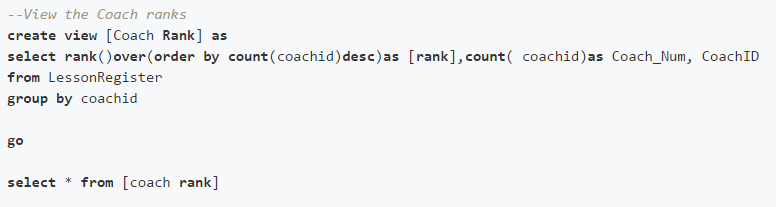 --View the Coach ranks
create view [Coach Rank] as
select rank()over(order by count(coachid)desc)as [rank],count( coachid)as Coach_Num, CoachID
from LessonRegister
group by coachid
go
select * from [coach rank]